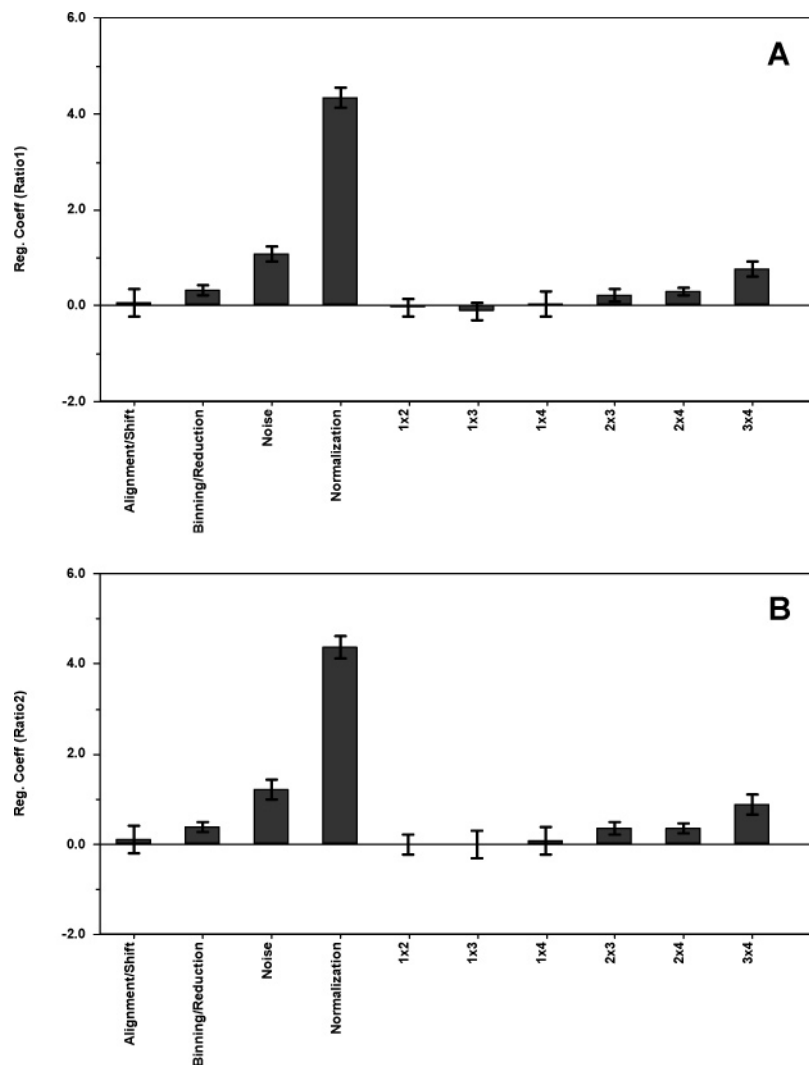 A
Reg. Coeff (Ratio1)
6.0
4.0
2.0
0.0
-2.0
Alignment/Shift
Binning/Reduction
Noise
Normalization
1x2
1x3
1x4
2x3
2x4
3x4
B
Reg. Coeff (Ratio2)
6.0
4.0
2.0
0.0
-2.0
Alignment/Shift
Binning/Reduction
Noise
Normalization
1x2
1x3
1x4
2x3
2x4
3x4